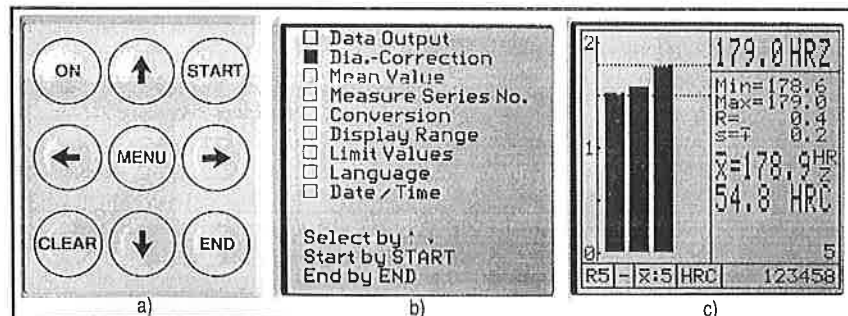 ON
START
MENU
CLEAR
END
a)
Data Output
Dia.-Correction
Mean Value
Measure Series No.
Conversion
Display Range
Limit Values
Language
Date/Time
Select by
Start by START
End by END
b)
2
1
0
179.0 HRZ
Min=178.6
Max=179.0
R= 0.4
0.2
x̄=178.9 HR Z
54.8 HRC
5
R5 - x̄:5 HRC 123458
c)